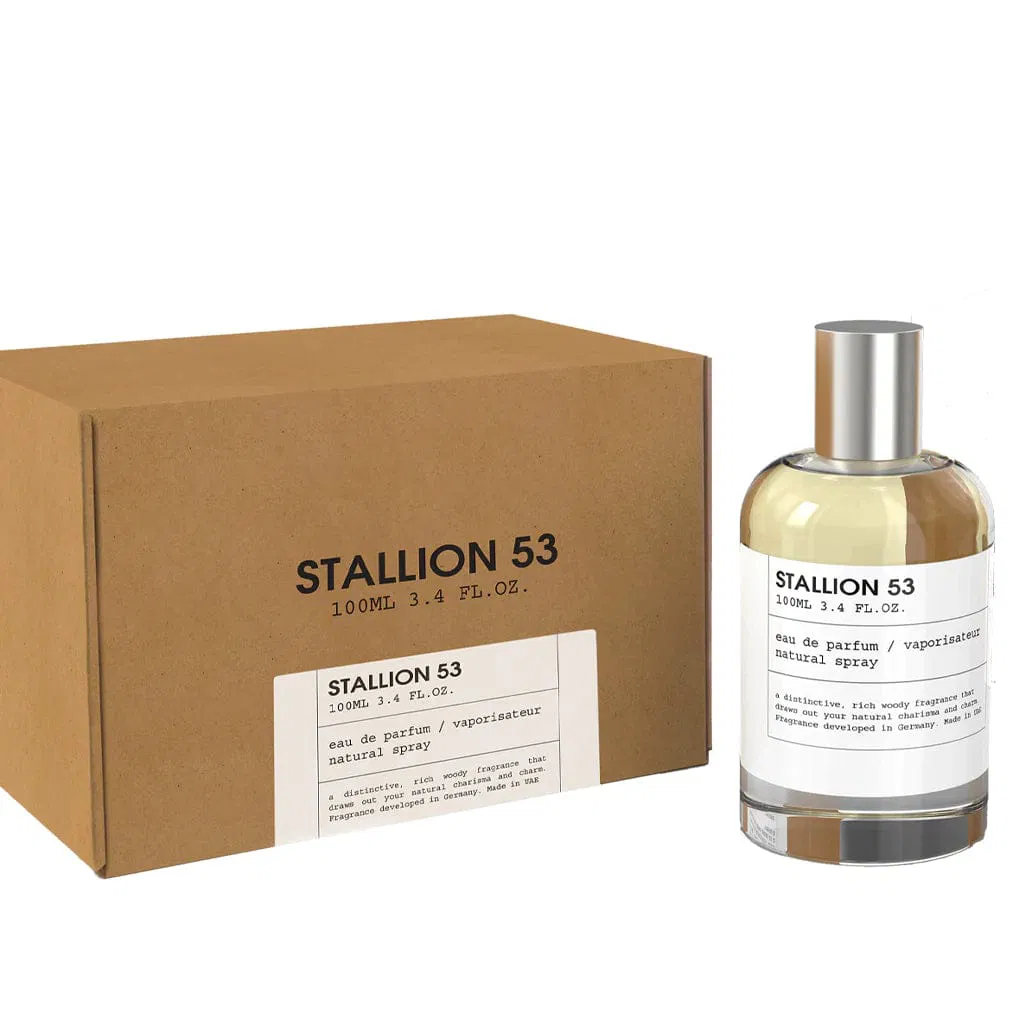 STALLION 53
100ML 3.4 FL.OZ.
STALLION 53
100ML 3.4 FL.OZ.
eau de parfum / vaporisateur
natural spray
a distinctive, rich woody fragrance that
draws out your natural charisma and charm.
Fragrance developed in Germany. Made in UAE
STALLION 53
100ML 3.4 FL.OZ.
eau de parfum / vaporisateur
natural spray
a distinctive, rich woody fragrance that
draws out your natural charisma and charm.
Fragrance developed in Germany. Made in UAE